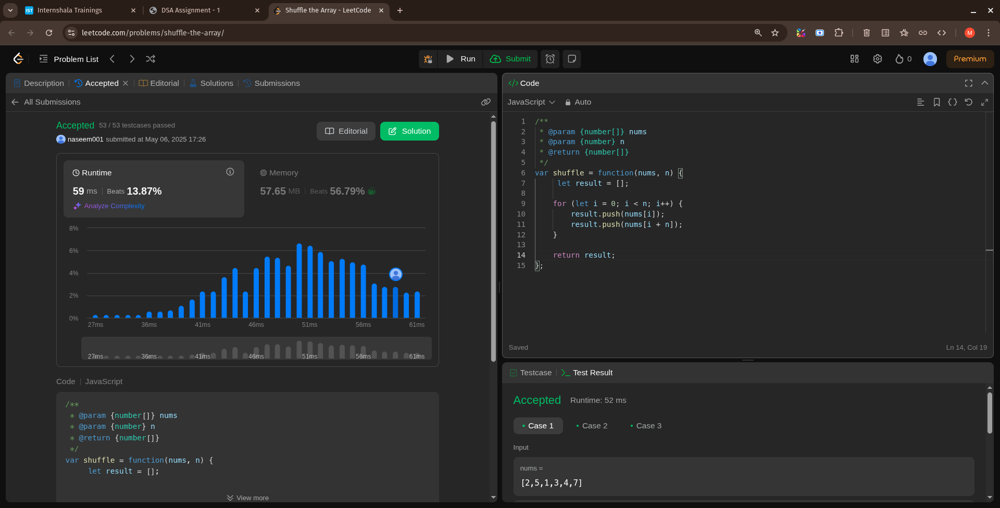 IST Internshala Trainings
DSA Assignment - 1
Shuffle the Array - LeetCode
leetcode.com/problems/shuffle-the-array/
M
Problem List
Run
Submit
0
Premium
Description
Accepted
Editorial
Solutions
Submissions
All Submissions
Accepted 53 / 53 testcases passed
naseem001 submitted at May 06, 2025 17:26
Editorial
Solution
Runtime
59 ms Beats 13.87%
Analyze Complexity
Memory
57.65 MB Beats 56.79%
8%
6%
4%
2%
0%
27ms 36ms 41ms 46ms 51ms 56ms 61ms
27ms 36ms 41ms 46ms 51ms 56ms 61ms
Code JavaScript
/**
* @param {number[]} nums
* @param {number} n
* @return {number[]}
*/
var shuffle = function(nums, n) {
let result = [];
View more
</> Code
JavaScript
Auto
1 /**
2 * @param {number[]} nums
3 * @param {number} n
4 * @return {number[]}
5 */
6 var shuffle = function(nums, n) {
7 let result = [];
8
9 for (let i = 0; i < n; i++) {
10 result.push(nums[i]);
11 result.push(nums[i + n]);
12 }
13
14 return result;
15 };
Saved
Ln 14, Col 19
Testcase
Test Result
Accepted Runtime: 52 ms
Case 1
Case 2
Case 3
Input
nums =
[2,5,1,3,4,7]